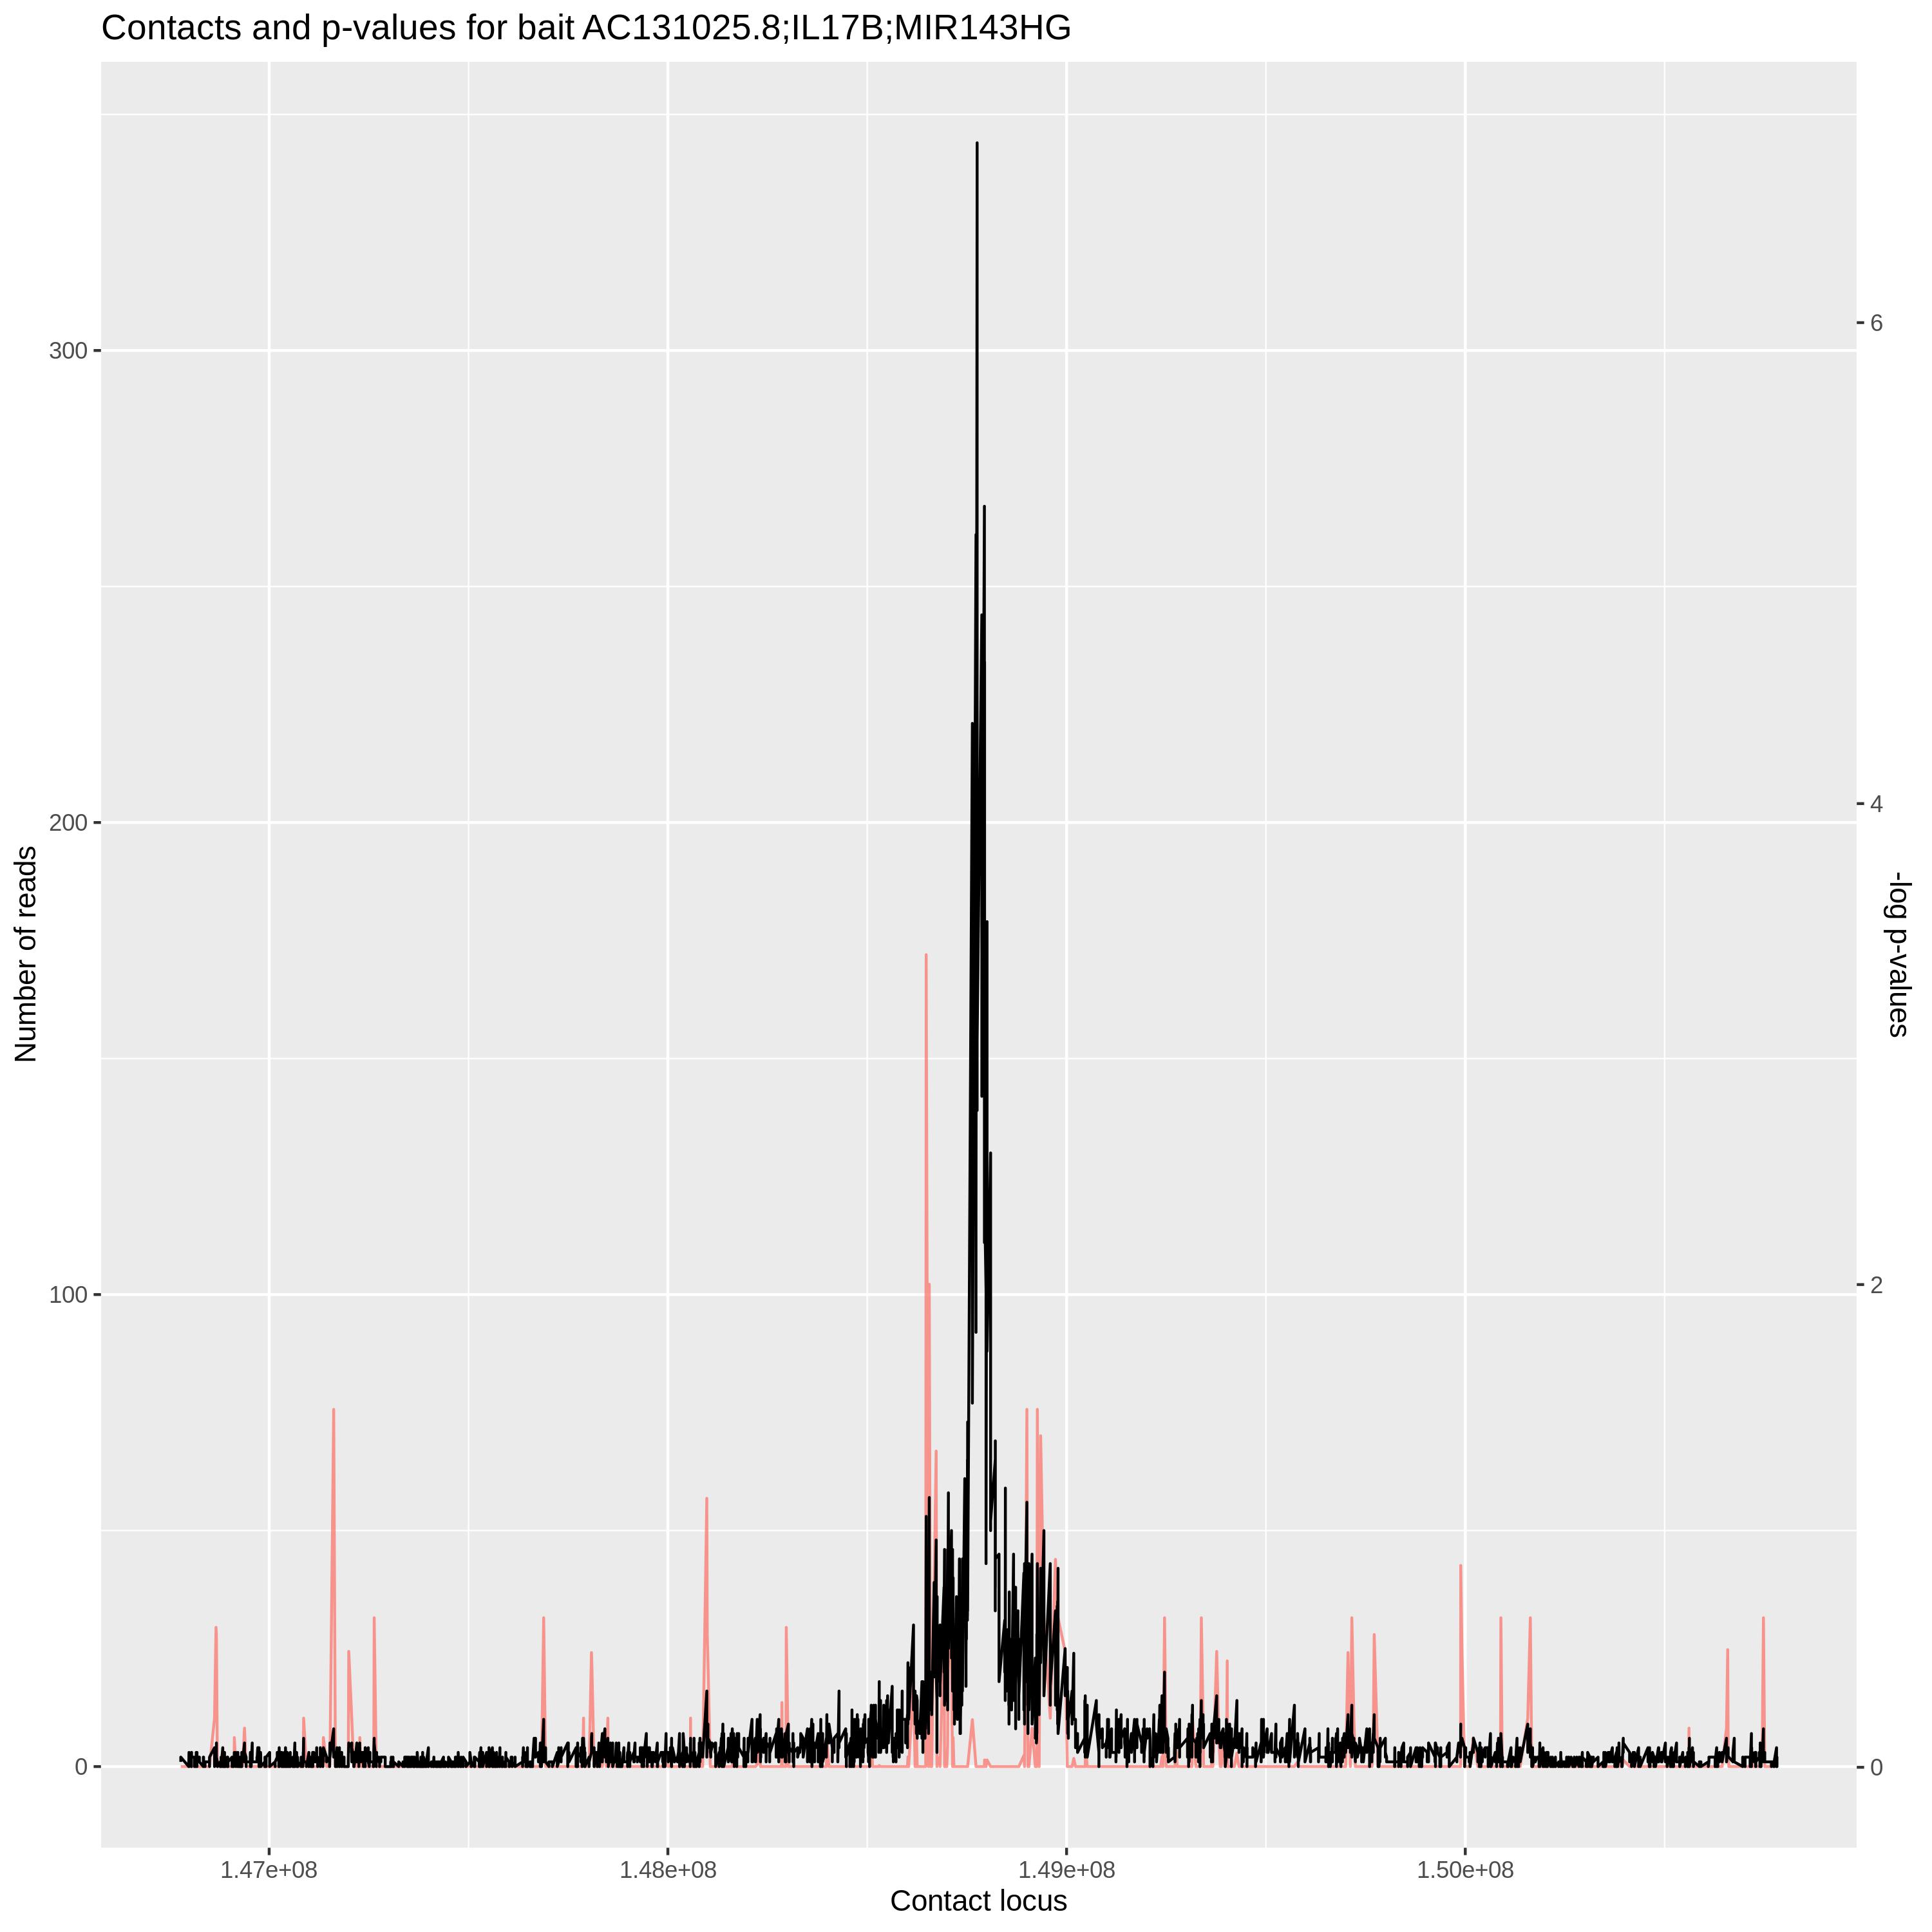 Contacts and p-values for bait AC131025.8;IL17B;MIR143HG
300
200
100
0
Number of reads
6
4
2
0
-log p-values
1.47e+08
1.48e+08
1.49e+08
1.50e+08
Contact locus